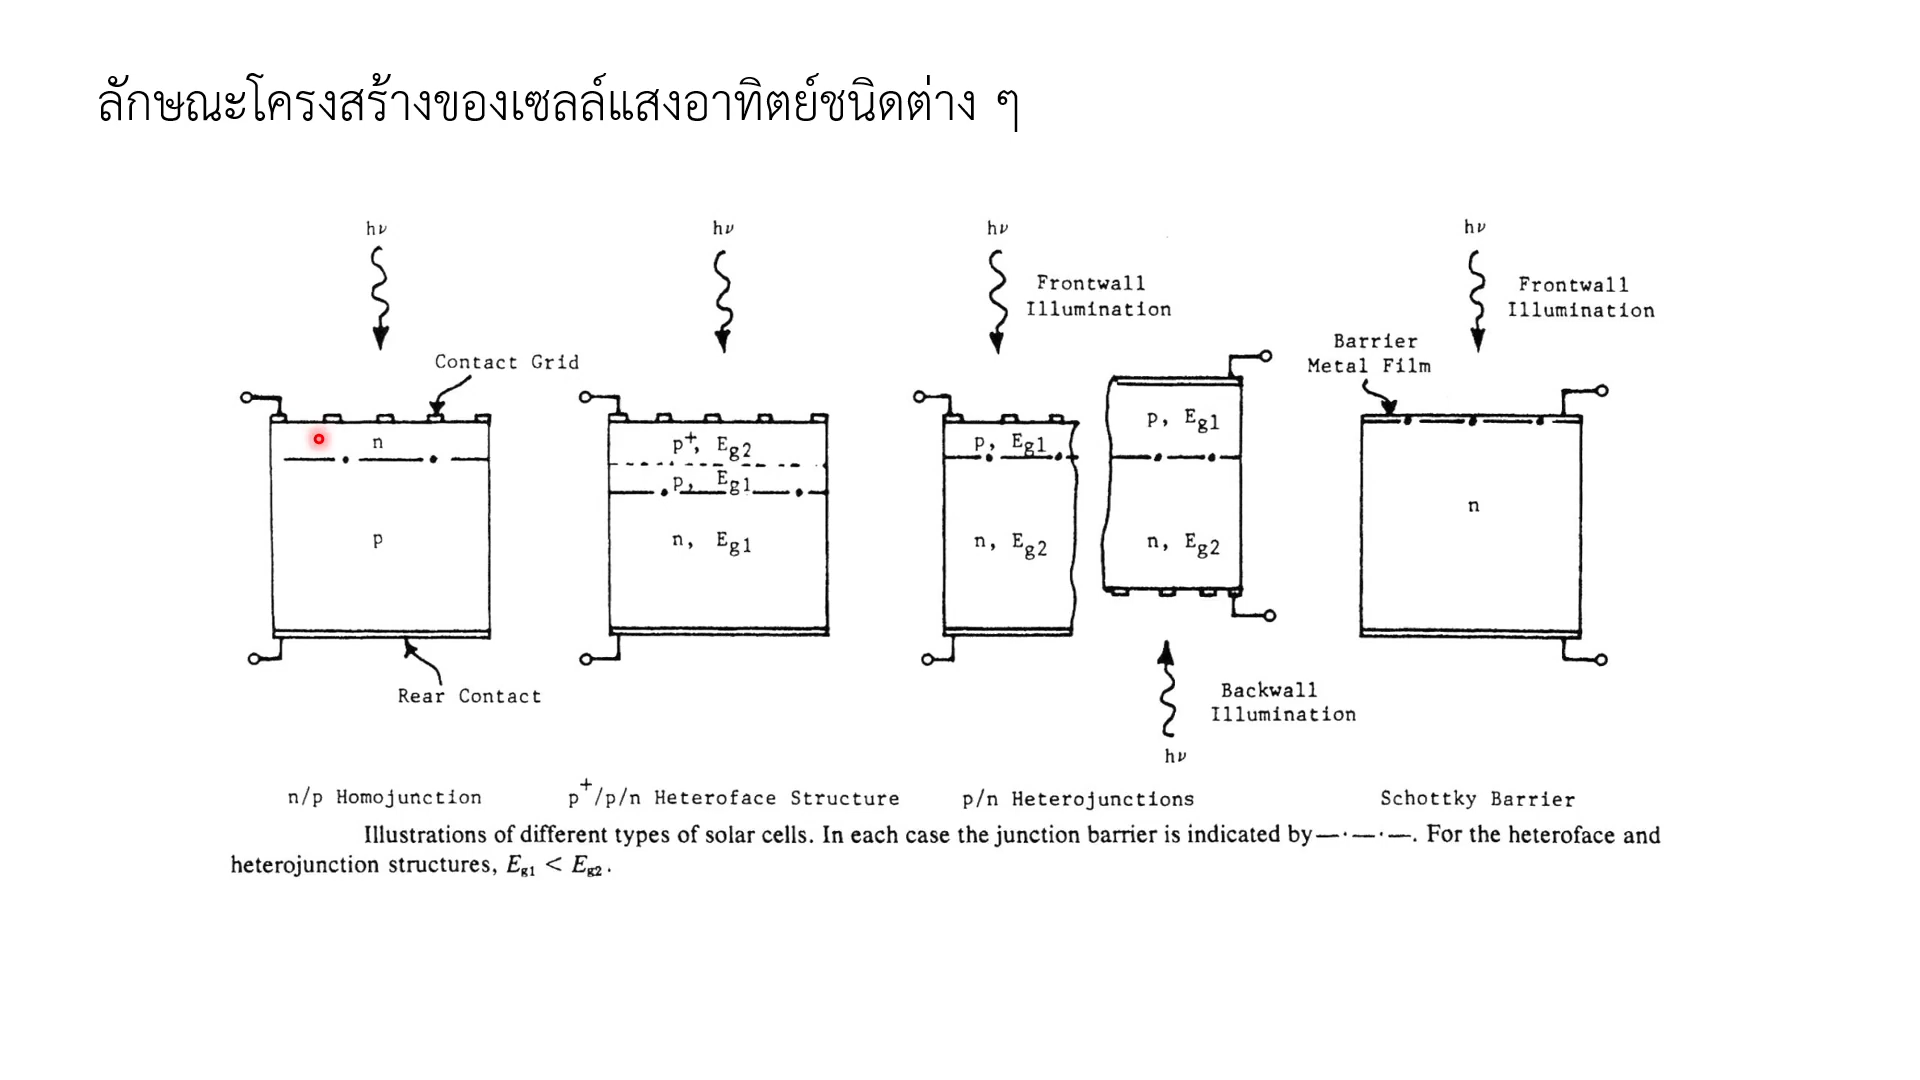 ลักษณะโครงสร้างของเซลล์แสงอาทิตย์ชนิดต่าง ๆ
hν
hν
hν
hν
Frontwall
Illumination
Frontwall
Illumination
Barrier
Metal Film
Contact Grid
n
p
Rear Contact
p⁺, Eg2
p, Eg1
n, Eg1
p, Eg1
n, Eg2
p, Eg1
n, Eg2
n
Backwall
Illumination
hν
n/p Homojunction
p⁺/p/n Heteroface Structure
p/n Heterojunctions
Schottky Barrier
Illustrations of different types of solar cells. In each case the junction barrier is indicated by—·—·—. For the heteroface and
heterojunction structures, Eg1 < Eg2.